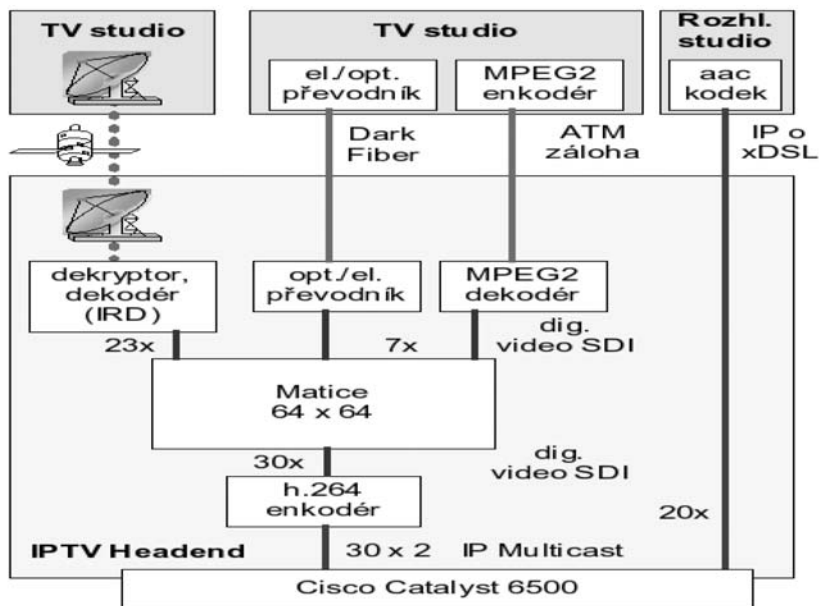 TV studio
TV studio
Rozhl.
studio
el./opt.
převodník
MPEG2
enkodér
aac
kodek
Dark
Fiber
ATM
záloha
IP o
xDSL
dekryptor,
dekodér
(IRD)
opt./el.
převodník
MPEG2
dekodér
23x
7x
dig.
video SDI
Matice
64 x 64
30x
dig.
video SDI
h.264
enkodér
20x
IPTV Headend
30 x 2
IP Multicast
Cisco Catalyst 6500